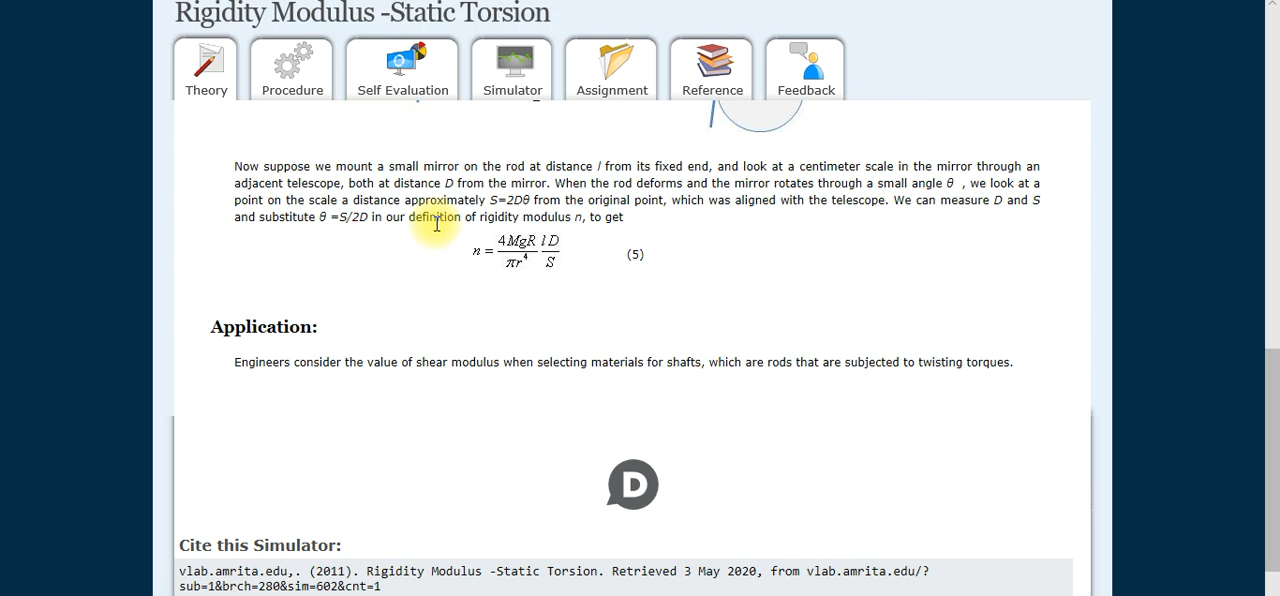 Rigidity Modulus -Static Torsion
Theory
Procedure
Self Evaluation
Simulator
Assignment
Reference
Feedback
Now suppose we mount a small mirror on the rod at distance l from its fixed end, and look at a centimeter scale in the mirror through an
adjacent telescope, both at distance D from the mirror. When the rod deforms and the mirror rotates through a small angle θ , we look at a
point on the scale a distance approximately S=2Dθ from the original point, which was aligned with the telescope. We can measure D and S
and substitute θ =S/2D in our definition of rigidity modulus n, to get
n = 4MgR/πr⁴ l D/S (5)
Application:
Engineers consider the value of shear modulus when selecting materials for shafts, which are rods that are subjected to twisting torques.
D
Cite this Simulator:
vlab.amrita.edu,. (2011). Rigidity Modulus -Static Torsion. Retrieved 3 May 2020, from vlab.amrita.edu/?
sub=1&brch=280&sim=602&cnt=1